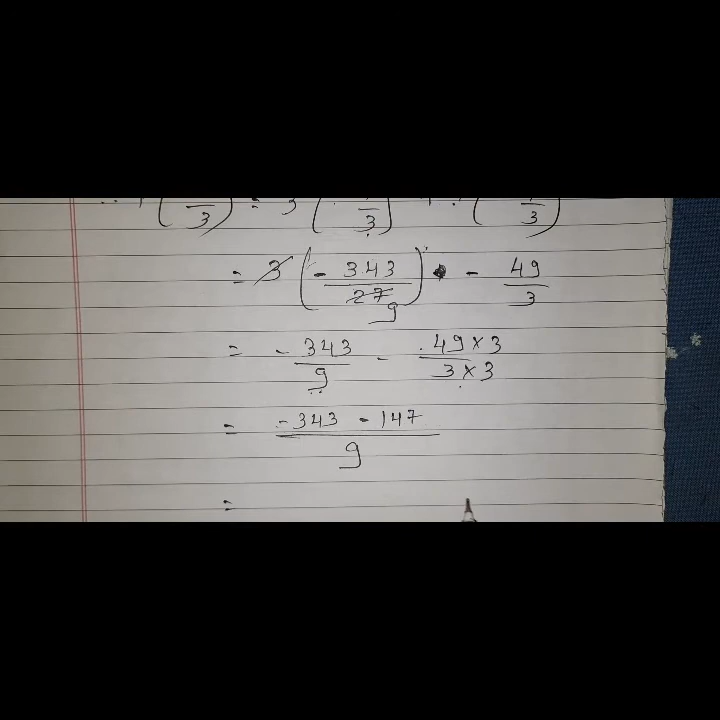 = 3 (- 343/27 9) - 49/3
= - 343/9 - 49 × 3/3 × 3
= -343 - 147/9
=